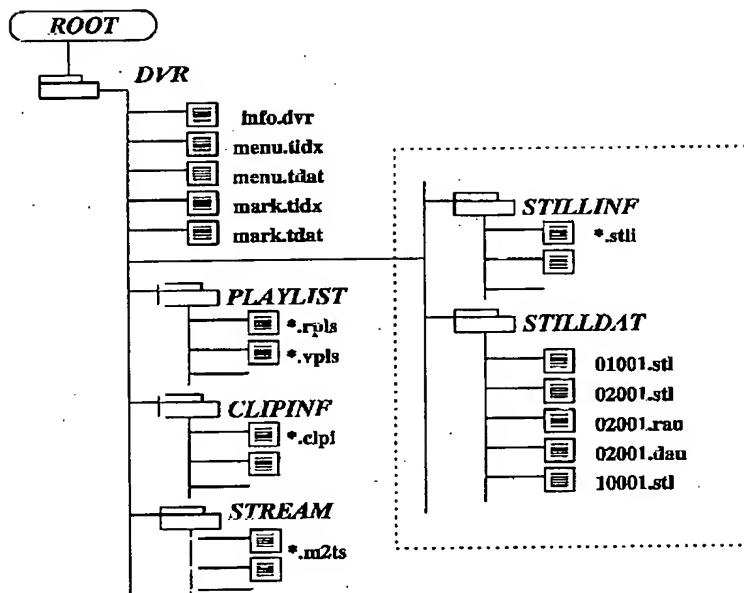 ROOT
DVR
info.dvr
menu.tidx
menu.tdat
mark.tidx
mark.tdat
PLAYLIST
*.rpls
*.vpls
CLIPINF
*.clpi
STREAM
*.m2ts
STILLINF
*.stli
STILLDAT
01001.stl
02001.stl
02001.rau
02001.dau
10001.stl